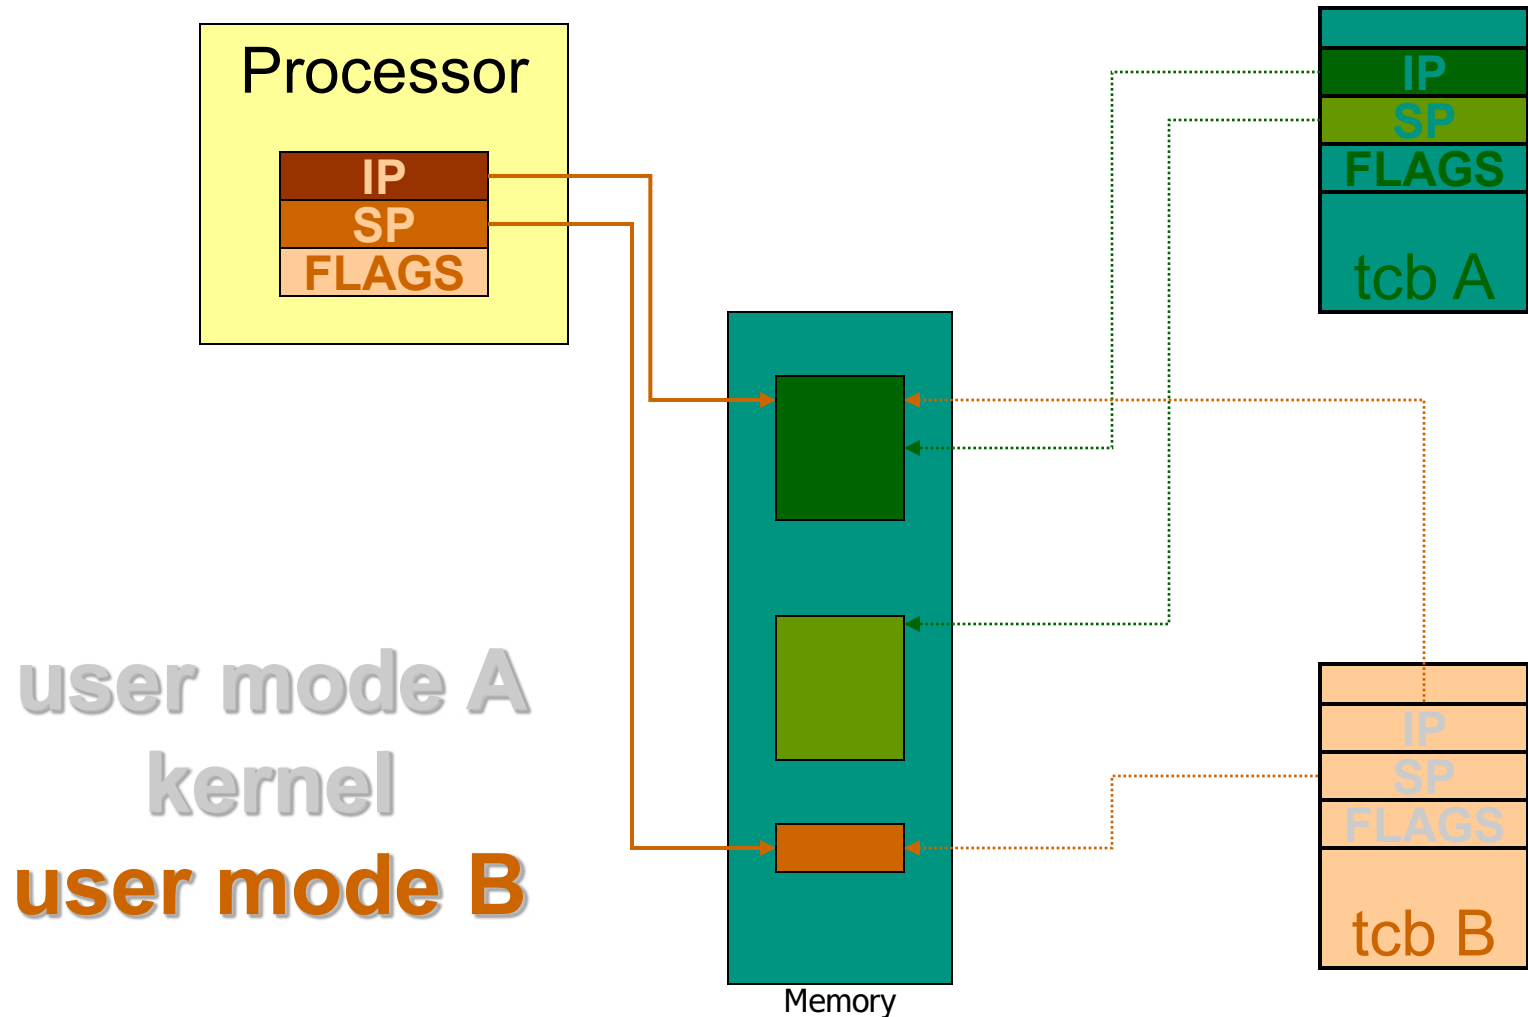 Processor
IP
SP
FLAGS
IP
SP
FLAGS
tcb A
user mode A
kernel
user mode B
IP
SP
FLAGS
tcb B
Memory